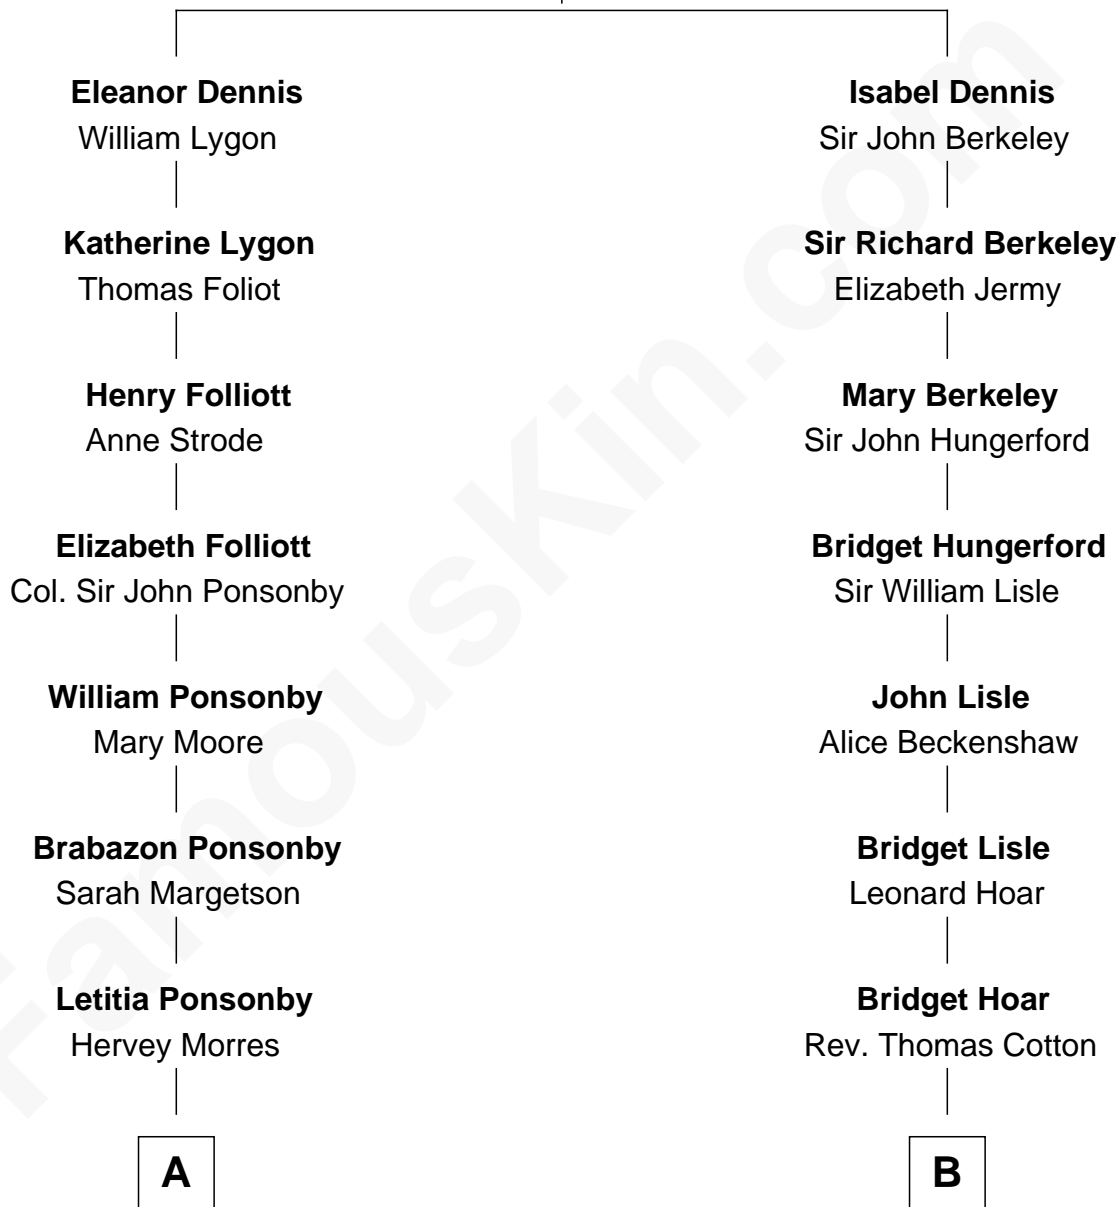 Eleanor Dennis
William Lygon
Katherine Lygon
Thomas Foliot
Henry Folliott
Anne Strode
Elizabeth Folliott
Col. Sir John Ponsonby
William Ponsonby
Mary Moore
Brabazon Ponsonby
Sarah Margetson
Letitia Ponsonby
Hervey Morres
A
Isabel Dennis
Sir John Berkeley
Sir Richard Berkeley
Elizabeth Jermy
Mary Berkeley
Sir John Hungerford
Bridget Hungerford
Sir William Lisle
John Lisle
Alice Beckenshaw
Bridget Lisle
Leonard Hoar
Bridget Hoar
Rev. Thomas Cotton
B
FamousKin.com